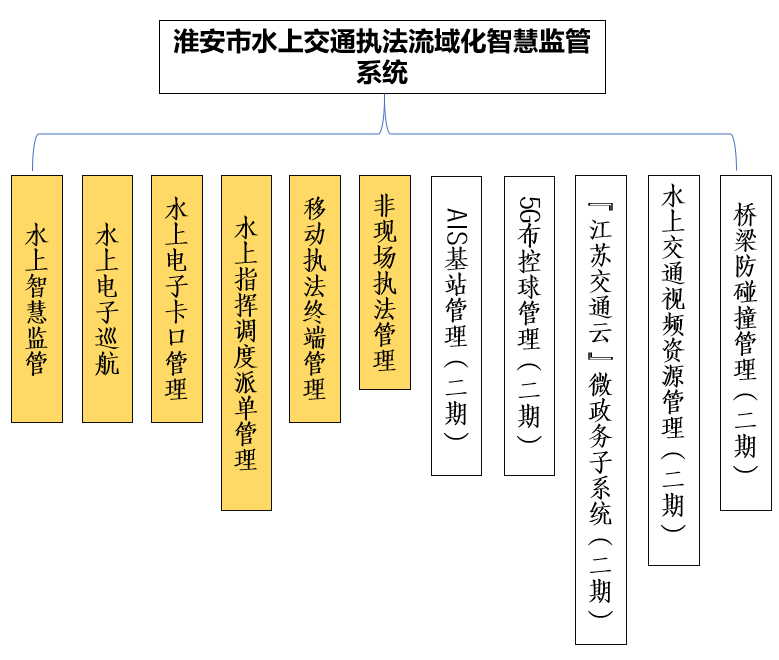 淮安市水上交通执法流域化智慧监管
系统
水上智慧监管
水上电子巡航
水上电子卡口管理
水上指挥调度派单管理
移动执法终端管理
非现场执法管理
AIS基站管理（二期）
5G布控球管理（二期）
『江苏交通云』微政务子系统（二期）
水上交通视频资源管理（二期）
桥梁防碰撞管理（二期）